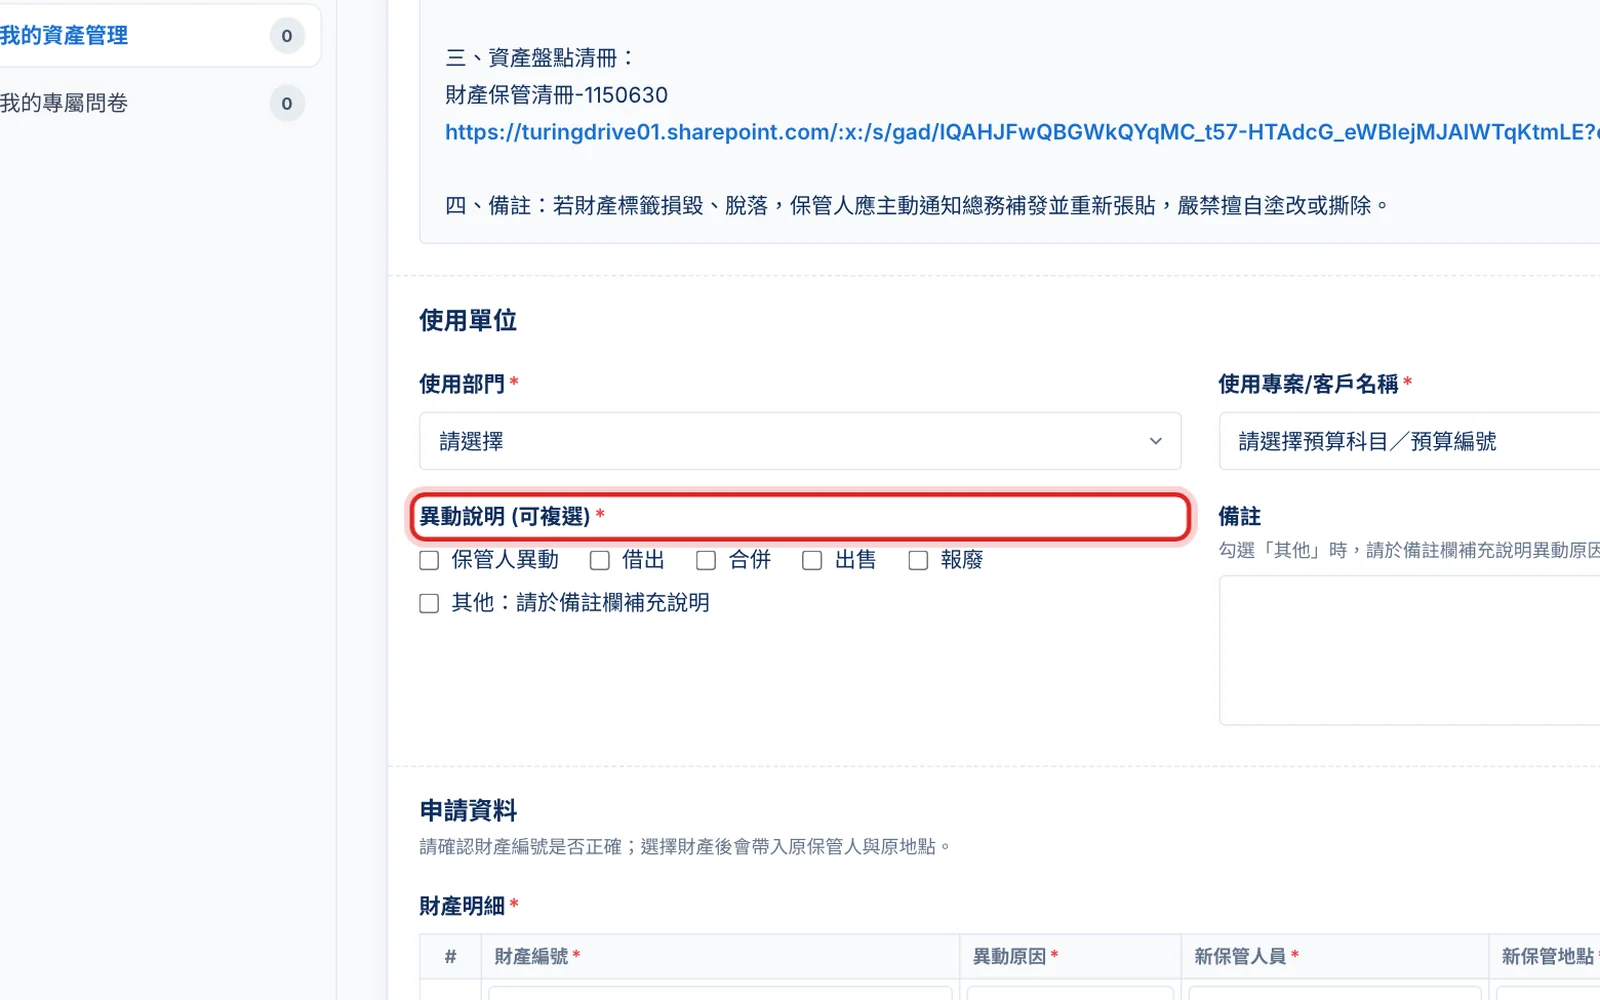 我的資產管理 0
我的專屬問卷 0
三、資產盤點清冊：
財產保管清冊-1150630
https://turingdrive01.sharepoint.com/:x:/s/gad/IQAHJFwQBGWkQYqMC_t57-HTAdcG_eWBlejMJAIWTqKtmLE?
四、備註：若財產標籤損毀、脫落，保管人應主動通知總務補發並重新張貼，嚴禁擅自塗改或撕除。
使用單位
使用部門* 使用專案/客戶名稱*
請選擇 請選擇預算科目／預算編號
異動說明 (可複選) * 備註
勾選「其他」時，請於備註欄補充說明異動原因
保管人異動 借出 合併 出售 報廢
其他：請於備註欄補充說明
申請資料
請確認財產編號是否正確；選擇財產後會帶入原保管人與原地點。
財產明細*
# 財產編號* 異動原因* 新保管人員* 新保管地點*